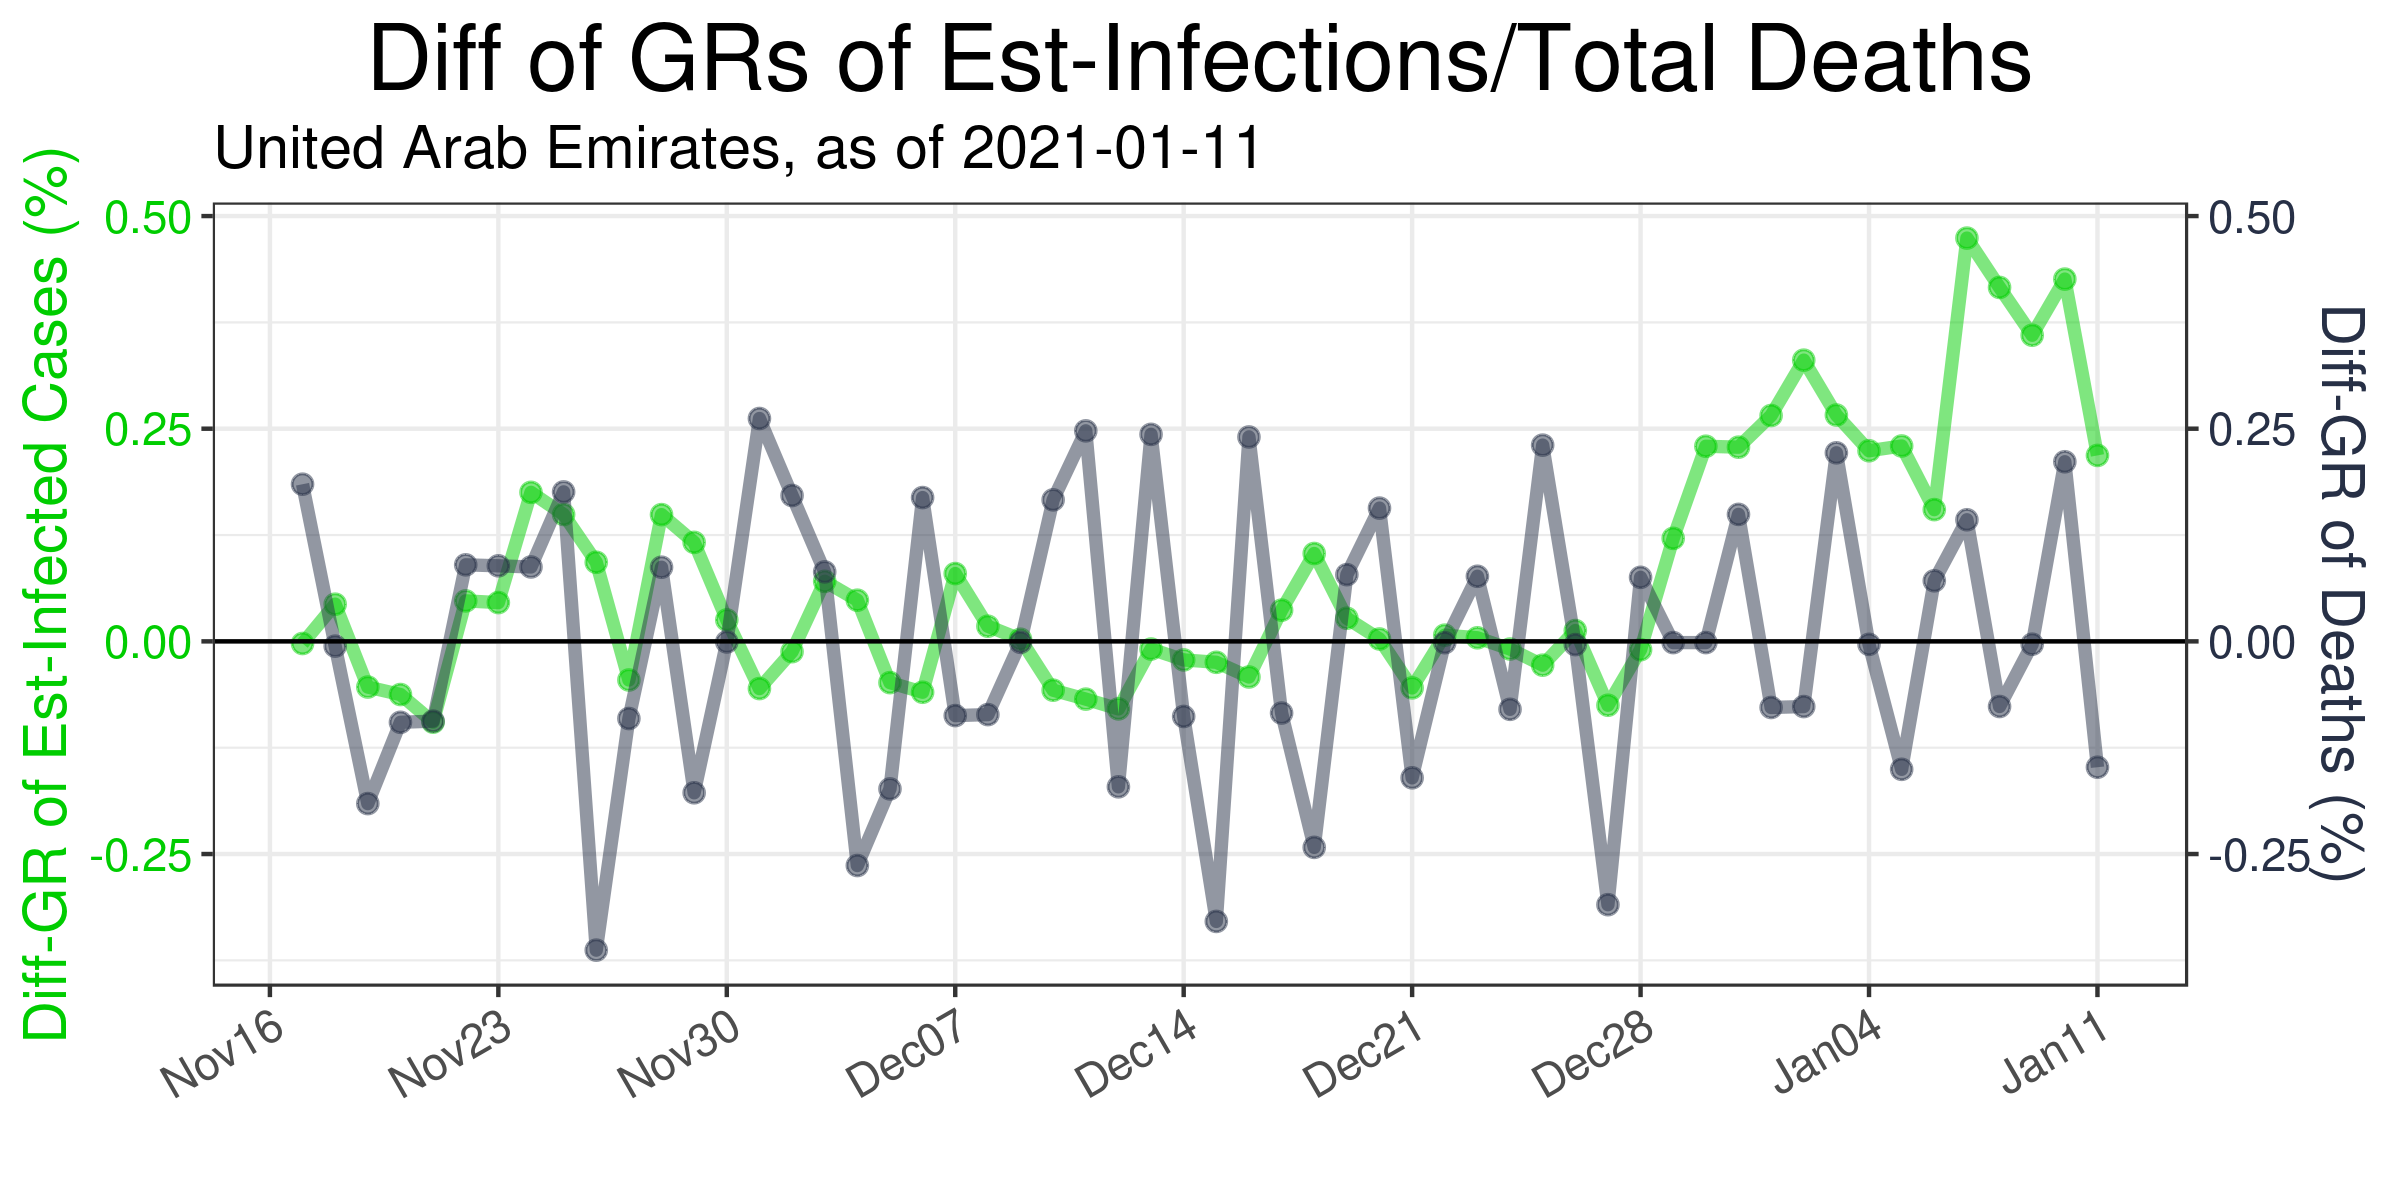 Diff of GRs of Est-Infections/Total Deaths
United Arab Emirates, as of 2021-01-11
Diff-GR of Est-Infected Cases (%)
0.50
0.25
0.00
-0.25
0.50
0.25
0.00
-0.25
Diff-GR of Deaths (%)
Nov16
Nov23
Nov30
Dec07
Dec14
Dec21
Dec28
Jan04
Jan11